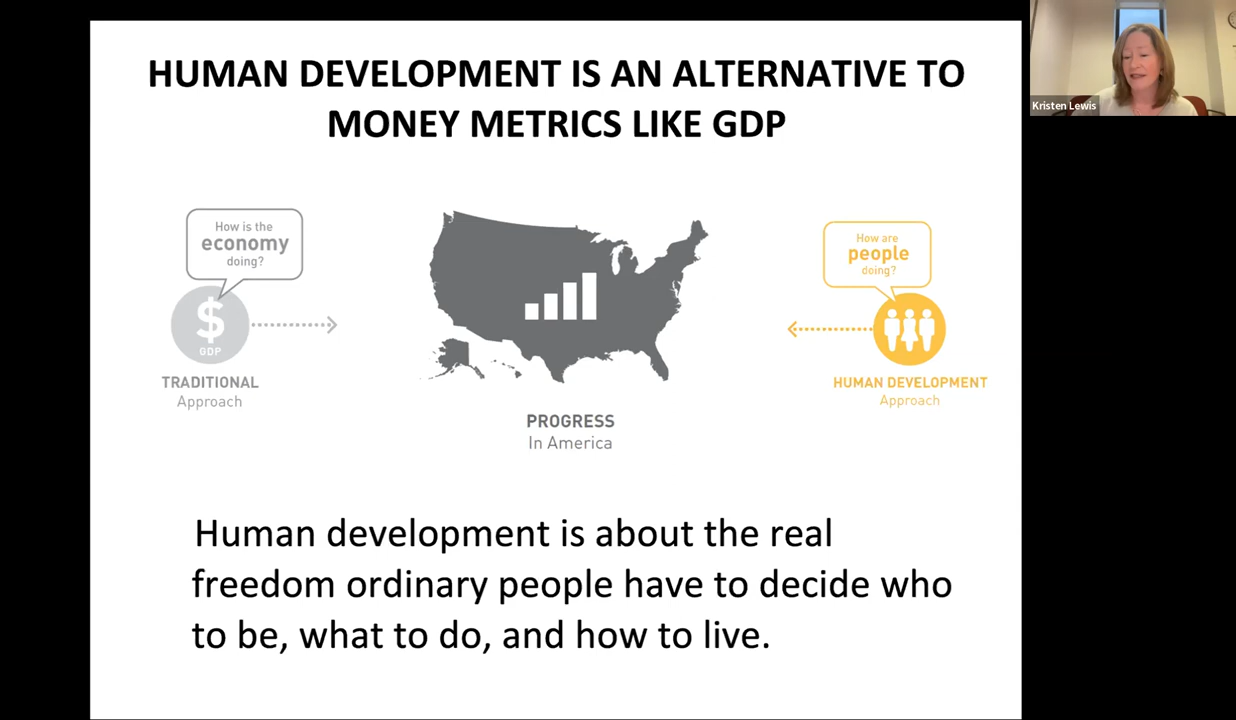 HUMAN DEVELOPMENT IS AN ALTERNATIVE TO
MONEY METRICS LIKE GDP
Kristen Lewis
How is the
economy
doing?
$
GDP
TRADITIONAL
Approach
PROGRESS
In America
How are
people
doing?
HUMAN DEVELOPMENT
Approach
Human development is about the real
freedom ordinary people have to decide who
to be, what to do, and how to live.